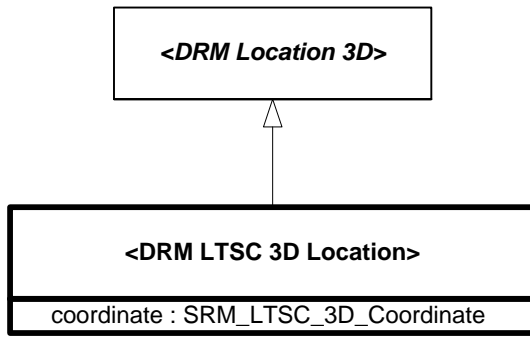 <DRM Location 3D>
<DRM LTSC 3D Location>
coordinate : SRM_LTSC_3D_Coordinate